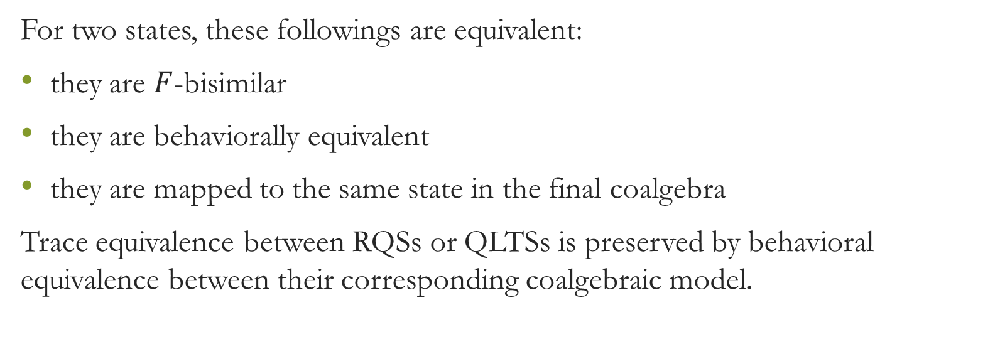 For two states, these followings are equivalent:
• they are F-bisimilar
• they are behaviorally equivalent
• they are mapped to the same state in the final coalgebra
Trace equivalence between RQSs or QLTSs is preserved by behavioral
equivalence between their corresponding coalgebraic model.